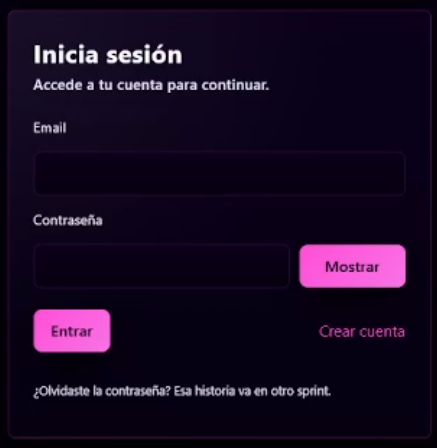 Inicia sesión
Accede a tu cuenta para continuar.
Email
Contraseña
Mostrar
Entrar
Crear cuenta
¿Olvidaste la contraseña? Esa historia va en otro sprint.